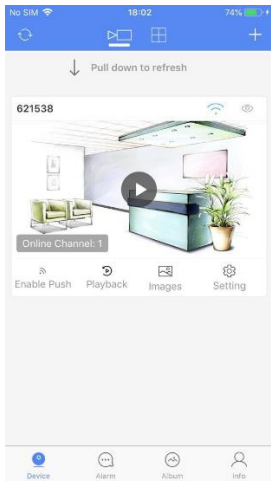 No SIM 18:02 74%
Pull down to refresh
621538
Online Channel: 1
Enable Push Playback Images Setting
Device Alarm Album Info